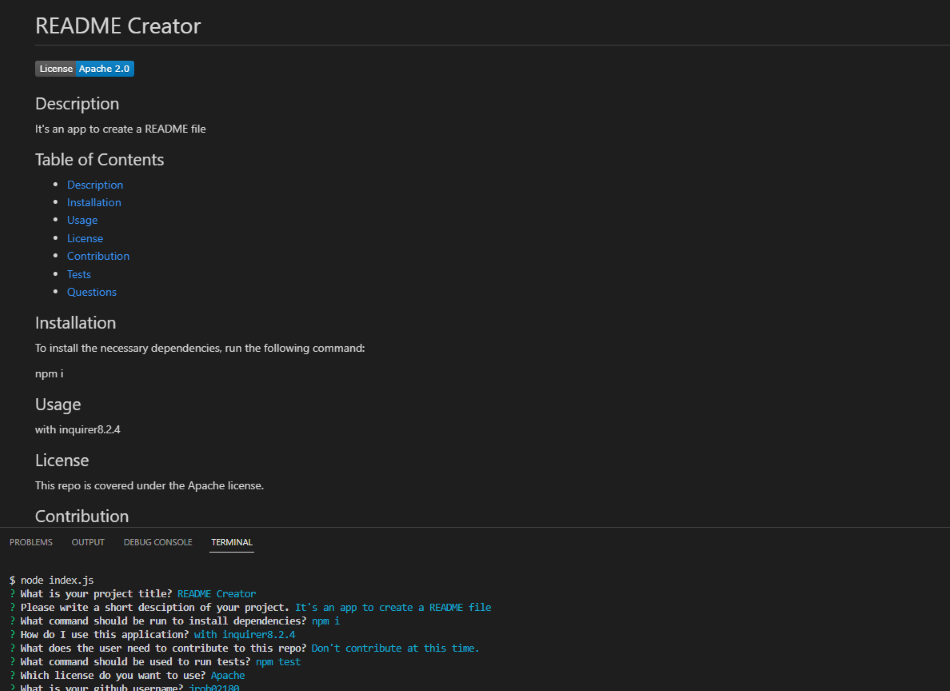 README Creator
License Apache 2.0
Description
It's an app to create a README file
Table of Contents
Description
Installation
Usage
License
Contribution
Tests
Questions
Installation
To install the necessary dependencies, run the following command:
npm i
Usage
with inquirer8.2.4
License
This repo is covered under the Apache license.
Contribution
PROBLEMS OUTPUT DEBUG CONSOLE TERMINAL
$ node index.js
? What is your project title? README Creator
? Please write a short desciption of your project. It's an app to create a README file
? What command should be run to install dependencies? npm i
? How do I use this application? with inquirer8.2.4
? What does the user need to contribute to this repo? Don't contribute at this time.
? What command should be used to run tests? npm test
? Which license do you want to use? Apache
? What is your github username? jrob02180